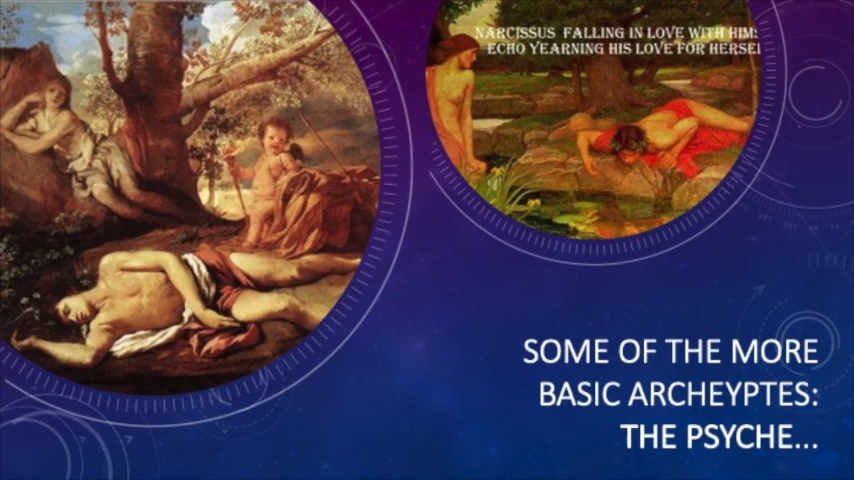 NARCISSUS FALLING IN LOVE WITH HIM:
ECHO YEARNING HIS LOVE FOR HERSEl
SOME OF THE MORE
BASIC ARCHEYPTES:
THE PSYCHE...